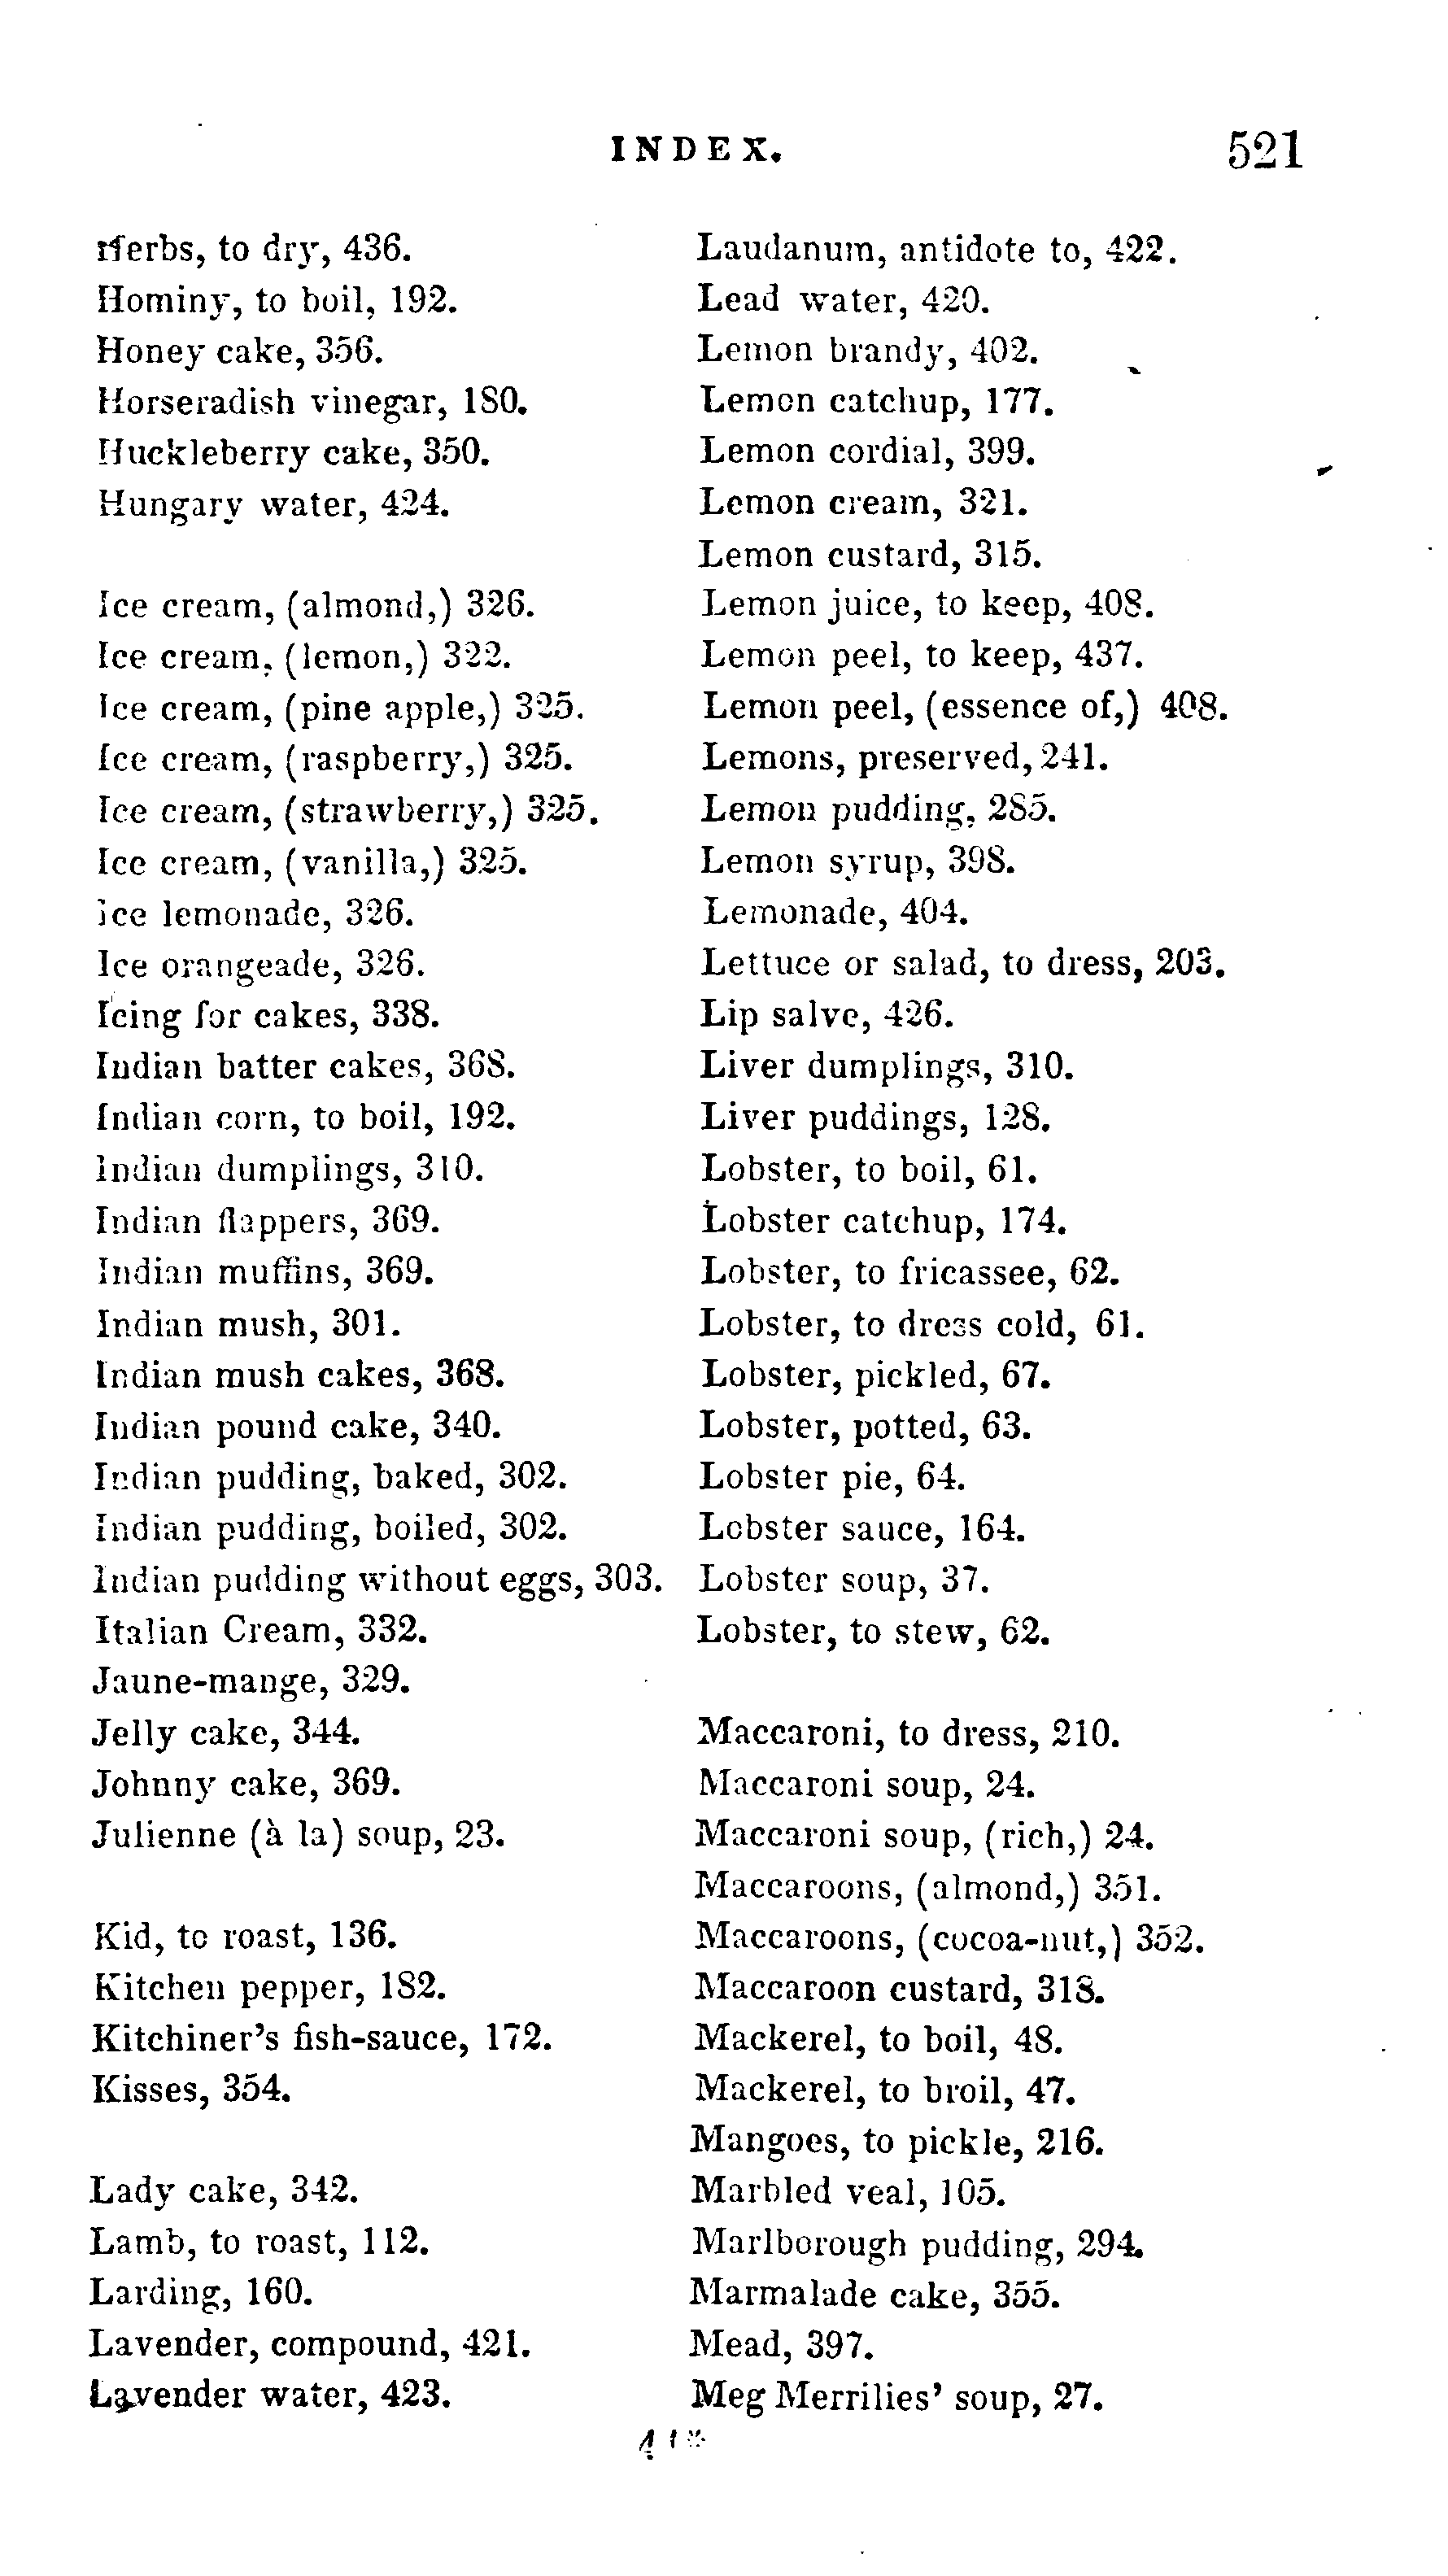 INDEX. 521
Herbs, to dry, 436.
Hominy, to boil, 192.
Honey cake, 356.
Horseradish vinegar, 180.
Huckleberry cake, 350.
Hungary water, 424.
Ice cream, (almond,) 326.
Ice cream, (lemon,) 322.
Ice cream, (pine apple,) 325.
Ice cream, (raspberry,) 325.
Ice cream, (strawberry,) 325.
Ice cream, (vanilla,) 325.
Ice lemonade, 326.
Ice orangeade, 326.
Icing for cakes, 338.
Indian batter cakes, 368.
Indian corn, to boil, 192.
Indian dumplings, 310.
Indian flappers, 369.
Indian muffins, 369.
Indian mush, 301.
Indian mush cakes, 368.
Indian pound cake, 340.
Indian pudding, baked, 302.
Indian pudding, boiled, 302.
Indian pudding without eggs, 303.
Italian Cream, 332.
Jaune-mange, 329.
Jelly cake, 344.
Johnny cake, 369.
Julienne (à la) soup, 23.
Kid, to roast, 136.
Kitchen pepper, 182.
Kitchiner's fish-sauce, 172.
Kisses, 354.
Lady cake, 342.
Lamb, to roast, 112.
Larding, 160.
Lavender, compound, 421.
Lavender water, 423.
Laudanum, antidote to, 422.
Lead water, 420.
Lemon brandy, 402.
Lemon catchup, 177.
Lemon cordial, 399.
Lemon cream, 321.
Lemon custard, 315.
Lemon juice, to keep, 408.
Lemon peel, to keep, 437.
Lemon peel, (essence of,) 408.
Lemons, preserved, 241.
Lemon pudding, 285.
Lemon syrup, 398.
Lemonade, 404.
Lettuce or salad, to dress, 203.
Lip salve, 426.
Liver dumplings, 310.
Liver puddings, 128.
Lobster, to boil, 61.
Lobster catchup, 174.
Lobster, to fricassee, 62.
Lobster, to dress cold, 61.
Lobster, pickled, 67.
Lobster, potted, 63.
Lobster pie, 64.
Lobster sauce, 164.
Lobster soup, 37.
Lobster, to stew, 62.
Maccaroni, to dress, 210.
Maccaroni soup, 24.
Maccaroni soup, (rich,) 24.
Maccaroons, (almond,) 351.
Maccaroons, (cocoa-nut,) 352.
Maccaroon custard, 318.
Mackerel, to boil, 48.
Mackerel, to broil, 47.
Mangoes, to pickle, 216.
Marbled veal, 105.
Marlborough pudding, 294.
Marmalade cake, 355.
Mead, 397.
Meg Merrilies' soup, 27.
41*